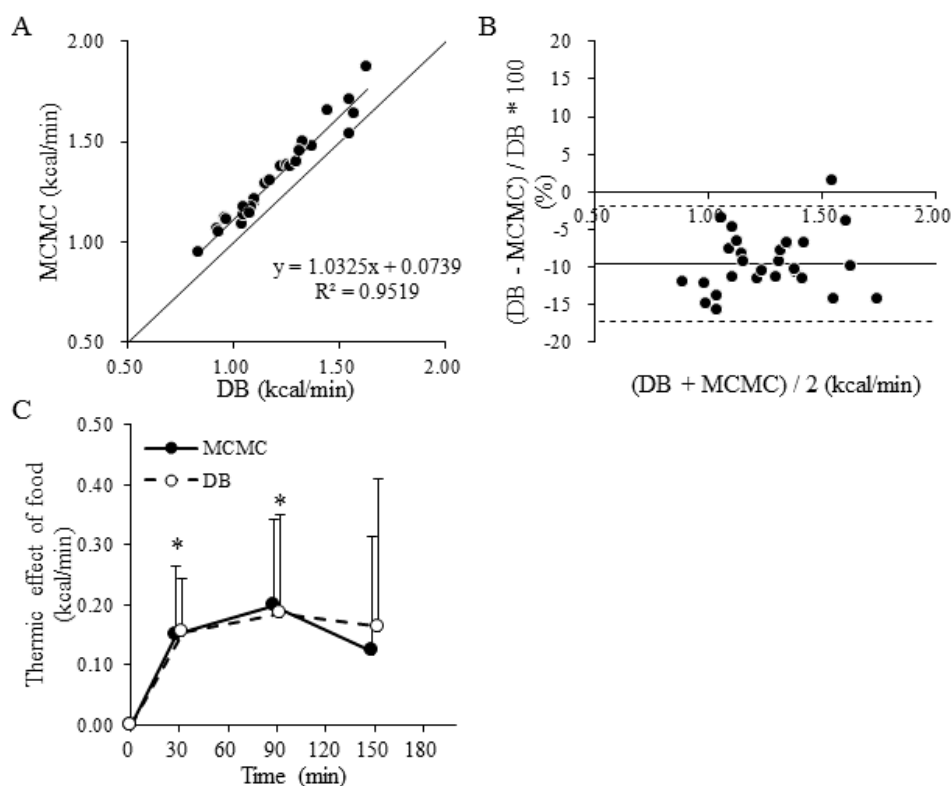 A
2.00
1.50
1.00
0.50
MCMC (kcal/min)
y = 1.0325x + 0.0739
R² = 0.9519
0.50 1.00 1.50 2.00
DB (kcal/min)
B
20
15
10
5
0
-5
-10
-15
-20
(DB - MCMC) / DB * 100
(%)
0.50 1.00 1.50 2.00
(DB + MCMC) / 2 (kcal/min)
C
0.50
0.40
0.30
0.20
0.10
0.00
Thermic effect of food
(kcal/min)
MCMC
DB
* *
0 30 60 90 120 150 180
Time (min)